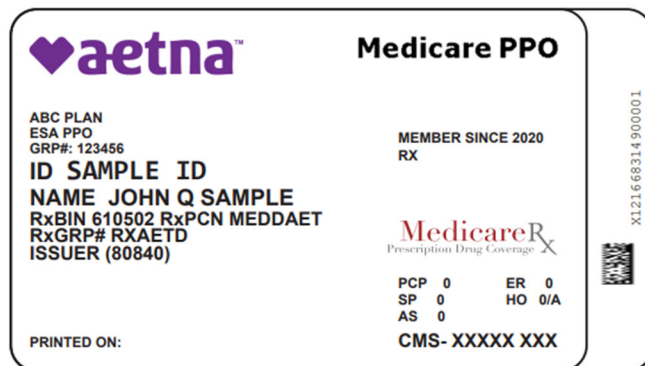 aetna™
Medicare PPO
ABC PLAN
ESA PPO
GRP#: 123456
ID SAMPLE ID
NAME JOHN Q SAMPLE
RxBIN 610502 RxPCN MEDDAET
RxGRP# RXAETD
ISSUER (80840)
PRINTED ON:
MEMBER SINCE 2020
RX
MedicareRx
Prescription Drug Coverage
PCP 0 ER 0
SP 0 HO 0/A
AS 0
CMS- XXXXX XXX
X121668314900001